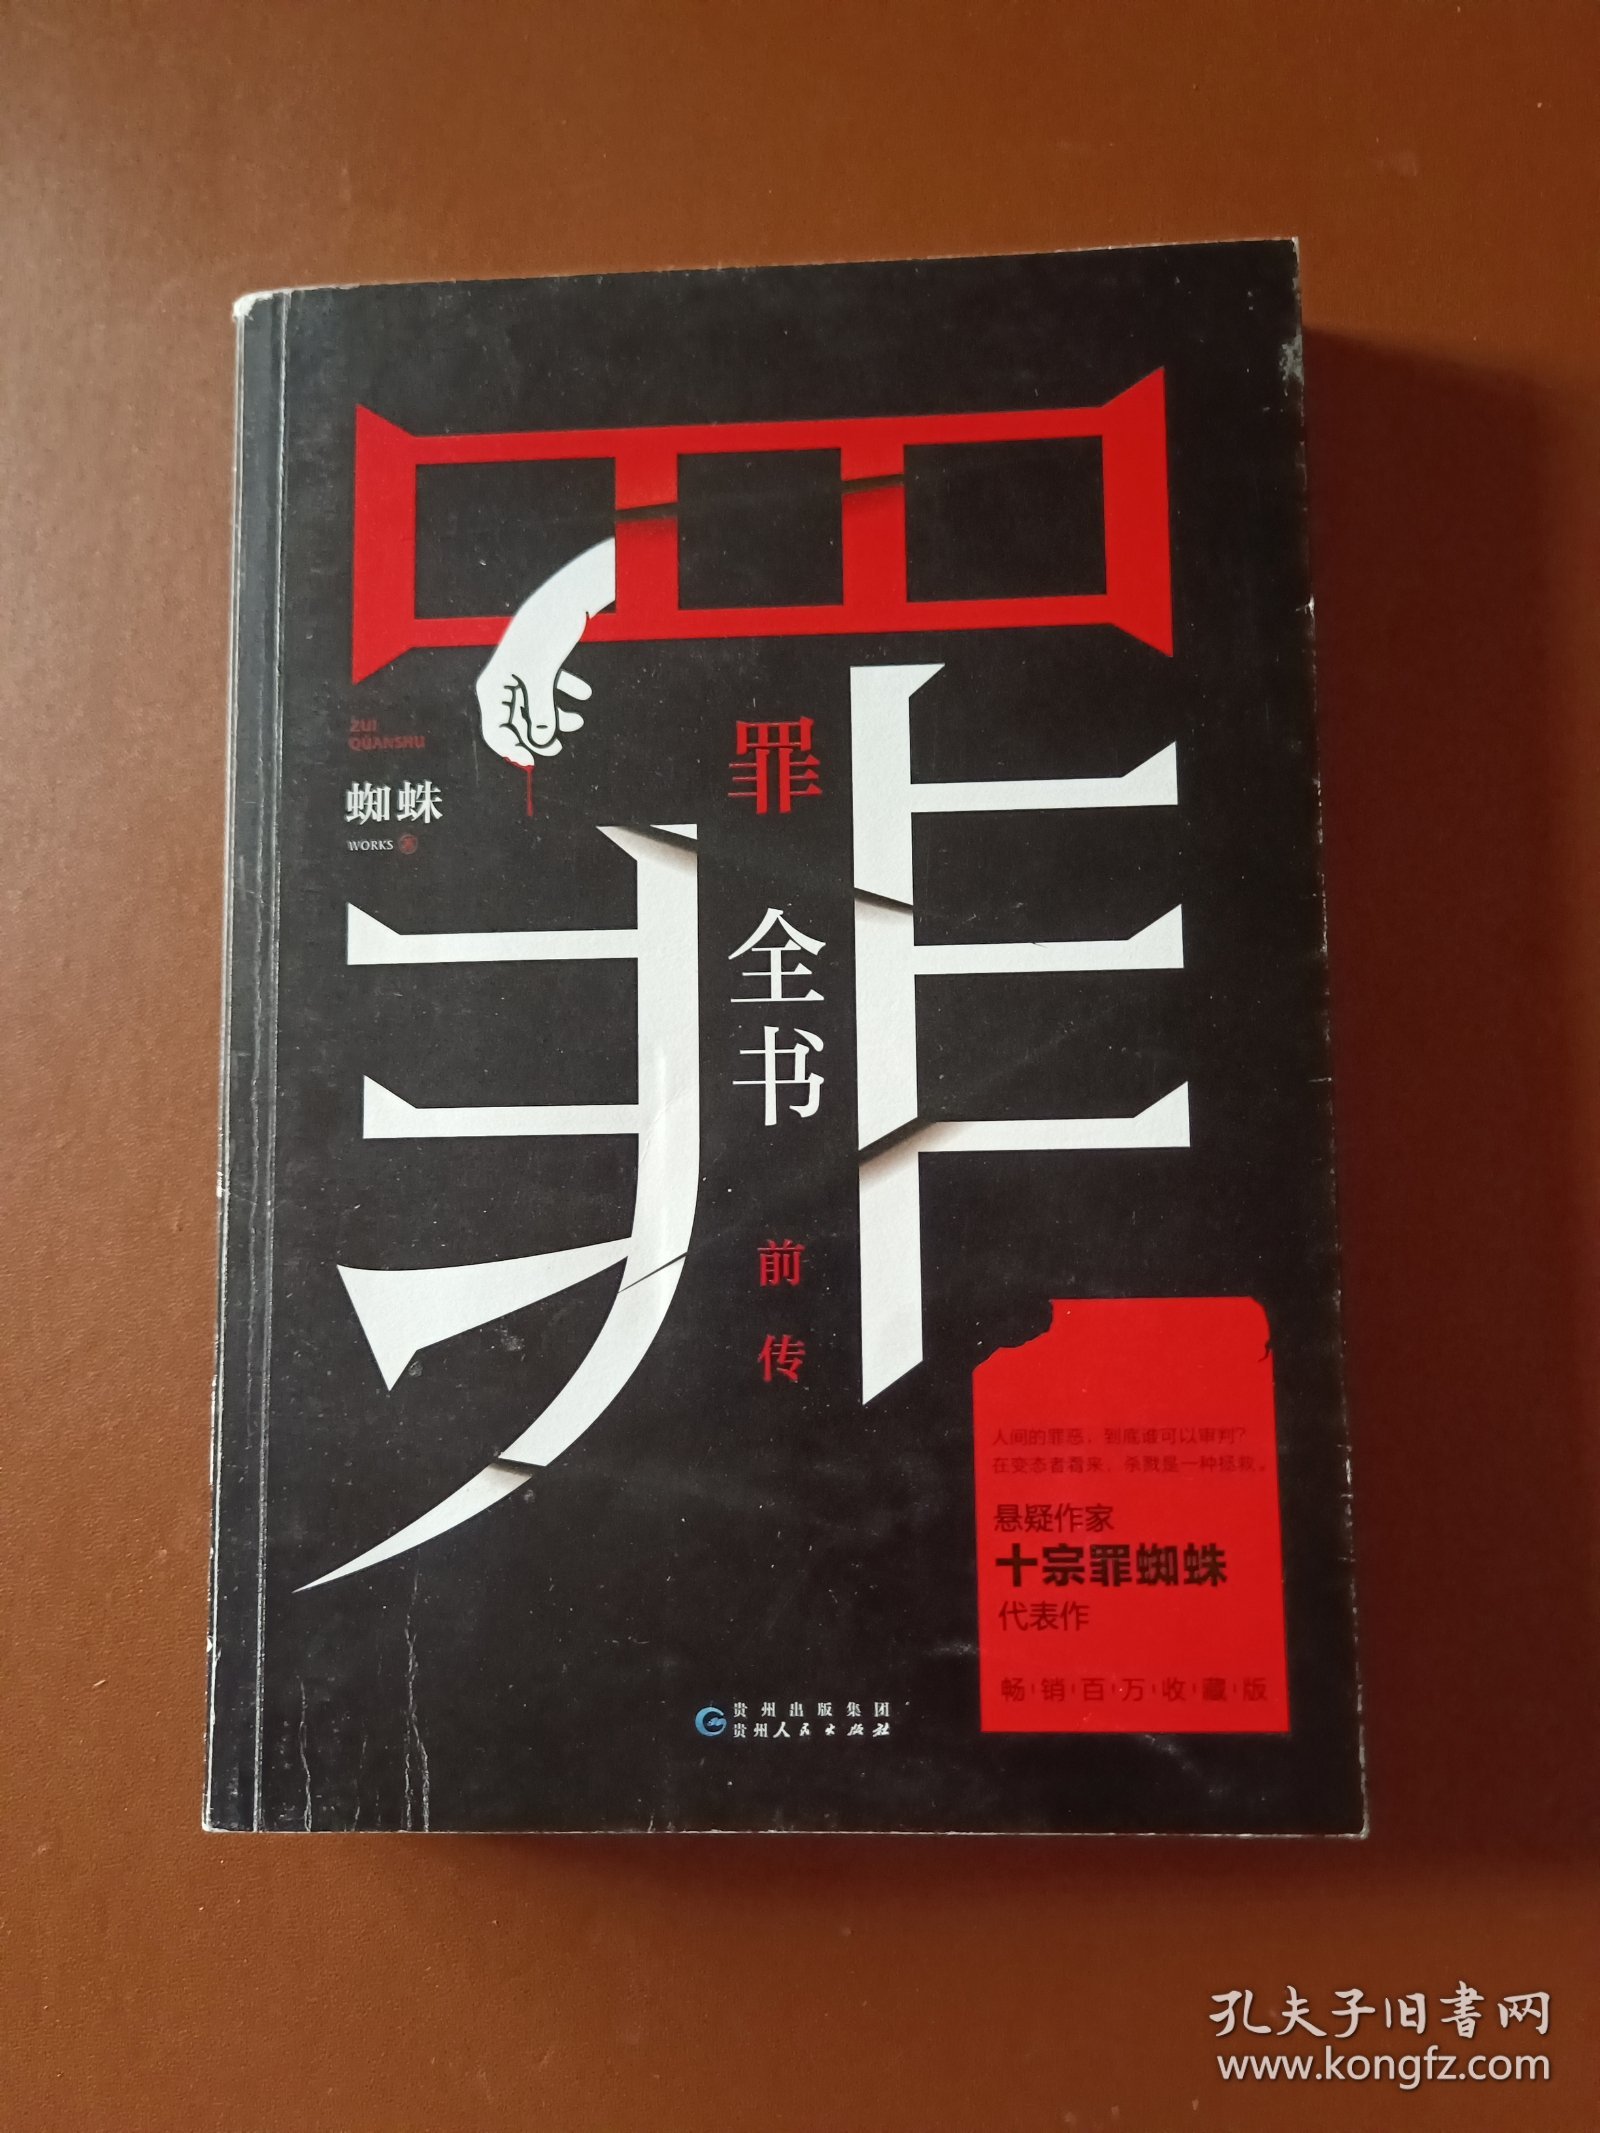 罪
ZUI
QUANSHU
蜘蛛
WORKS 著
罪
全书
前传
人间的罪恶，到底谁可以审判？
在变态者看来，杀戮是一种拯救。
悬疑作家
十宗罪蜘蛛
代表作
畅销百万收藏版
贵州出版集团
贵州人民出版社
孔夫子旧书网
www.kongfz.com